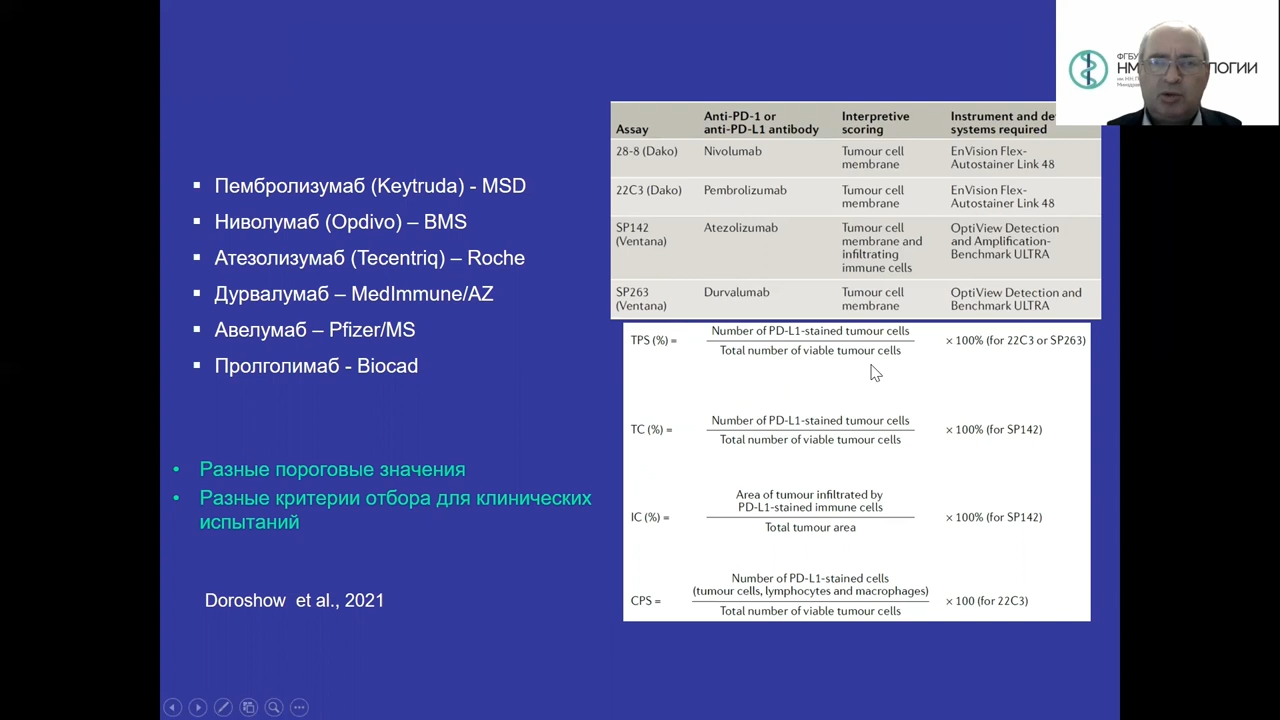 ФГБУ
Пембролизумаб (Keytruda) - MSD
Ниволумаб (Opdivo) – BMS
Атезолизумаб (Tecentriq) – Roche
Дурвалумаб – MedImmune/AZ
Авелумаб – Pfizer/MS
Пролголимаб - Biocad
Разные пороговые значения
Разные критерии отбора для клинических
испытаний
Doroshow et al., 2021
Assay
Anti-PD-1 or
anti-PD-L1 antibody
Interpretive
scoring
Instrument and
systems required
28-8 (Dako)
Nivolumab
Tumour cell
membrane
EnVision Flex-
Autostainer Link 48
22C3 (Dako)
Pembrolizumab
Tumour cell
membrane
EnVision Flex-
Autostainer Link 48
SP142
(Ventana)
Atezolizumab
Tumour cell
membrane and
infiltrating
immune cells
OptiView Detection
and Amplification-
Benchmark ULTRA
SP263
(Ventana)
Durvalumab
Tumour cell
membrane
OptiView Detection and
Benchmark ULTRA
TPS (%) =
Number of PD-L1-stained tumour cells
Total number of viable tumour cells
× 100% (for 22C3 or SP263)
TC (%) =
Number of PD-L1-stained tumour cells
Total number of viable tumour cells
× 100% (for SP142)
IC (%) =
Area of tumour infiltrated by
PD-L1-stained immune cells
Total tumour area
× 100% (for SP142)
CPS =
Number of PD-L1-stained cells
(tumour cells, lymphocytes and macrophages)
Total number of viable tumour cells
× 100 (for 22C3)